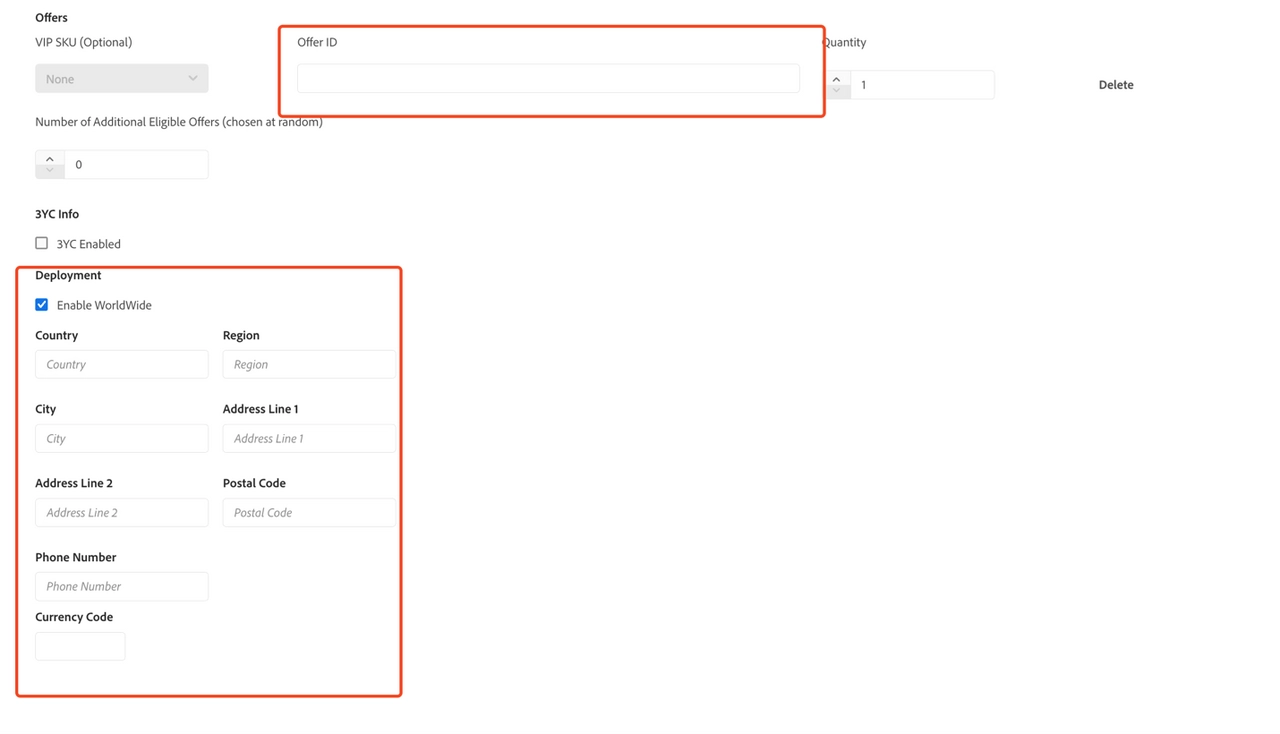 Offers
VIP SKU (Optional) Offer ID Quantity
None 1 Delete
Number of Additional Eligible Offers (chosen at random)
0
3YC Info
3YC Enabled
Deployment
Enable WorldWide
Country Region
Country Region
City Address Line 1
City Address Line 1
Address Line 2 Postal Code
Address Line 2 Postal Code
Phone Number
Phone Number
Currency Code